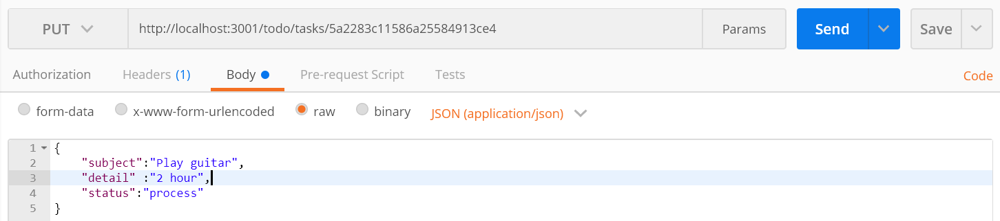 PUT http://localhost:3001/todo/tasks/5a2283c11586a25584913ce4 Params Send Save
Authorization Headers (1) Body Pre-request Script Tests Code
form-data x-www-form-urlencoded raw binary JSON (application/json)
1 {
2 "subject":"Play guitar",
3 "detail" :"2 hour",
4 "status":"process"
5 }